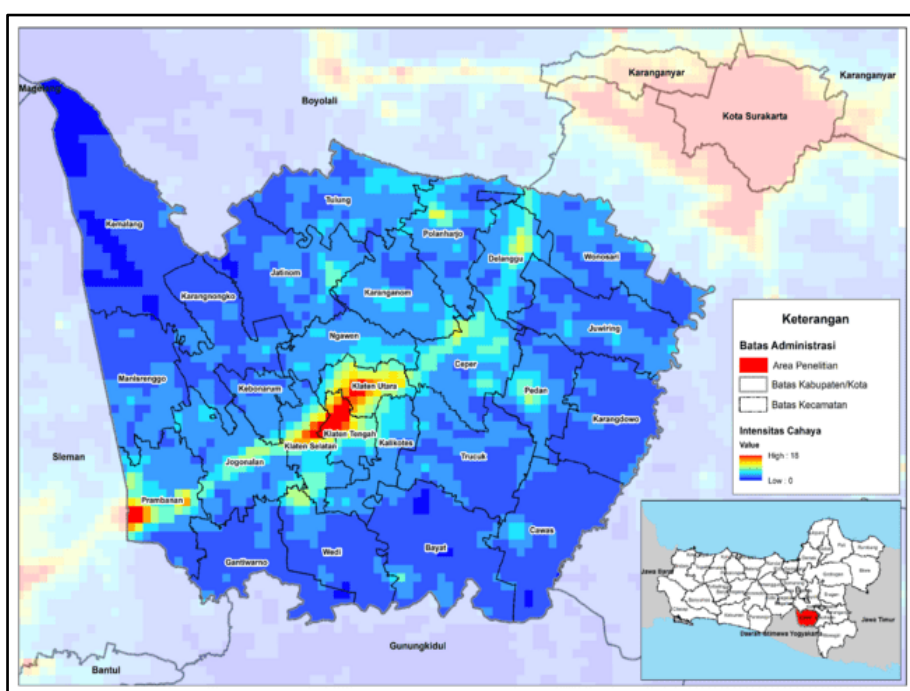 Magelang
Boyolali
Karanganyar
Karanganyar
Kota Surakarta
Kemalang
Tulung
Polanharjo
Delanggu
Wonosari
Jatinom
Karangnongko
Karanganom
Juwiring
Ngawen
Manisrenggo
Kebonarum
Klaten Utara
Ceper
Pedan
Karangdowo
Klaten Tengah
Klaten Selatan
Kalikotes
Sleman
Jogonalan
Trucuk
Prambanan
Cawas
Bayat
Wedi
Gantiwarno
Gunungkidul
Bantul
Keterangan
Batas Administrasi
Area Penelitian
Batas Kabupaten/Kota
Batas Kecamatan
Intensitas Cahaya
Value
High : 18
Low : 0
Jawa Barat
Jawa Timur
Daerah Istimewa Yogyakarta